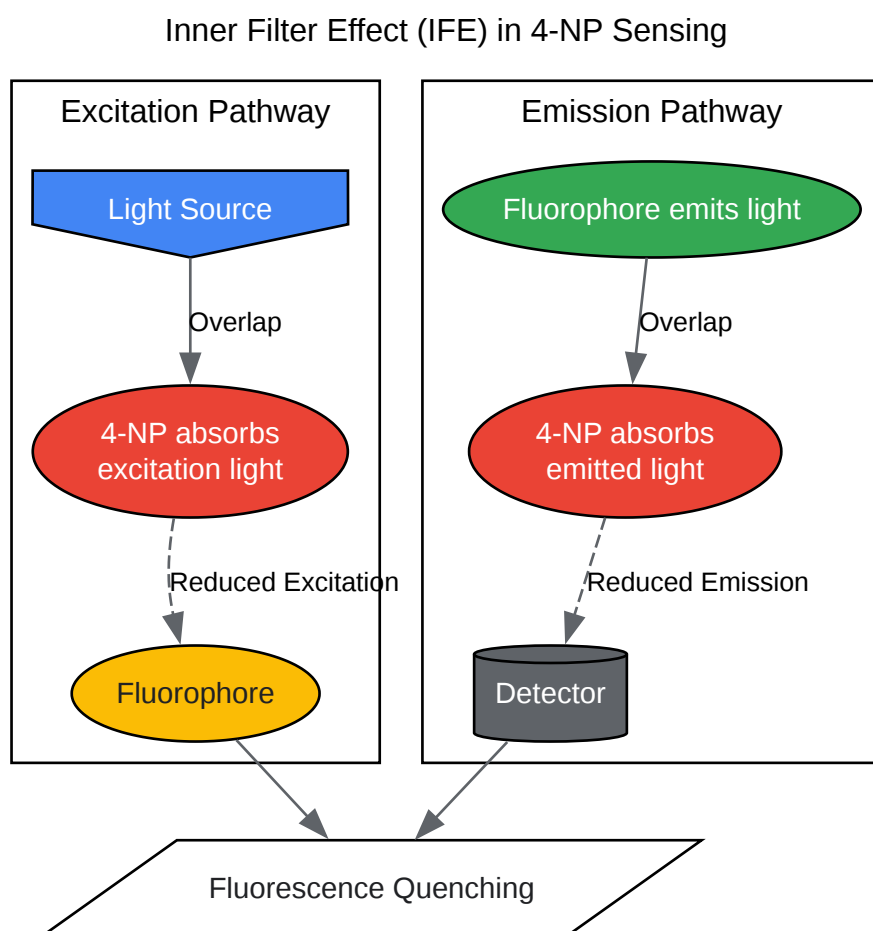 Inner Filter Effect (IFE) in 4-NP Sensing
Excitation Pathway
Light Source
Overlap
4-NP absorbs
excitation light
Reduced Excitation
Fluorophore
Emission Pathway
Fluorophore emits light
Overlap
4-NP absorbs
emitted light
Reduced Emission
Detector
Fluorescence Quenching